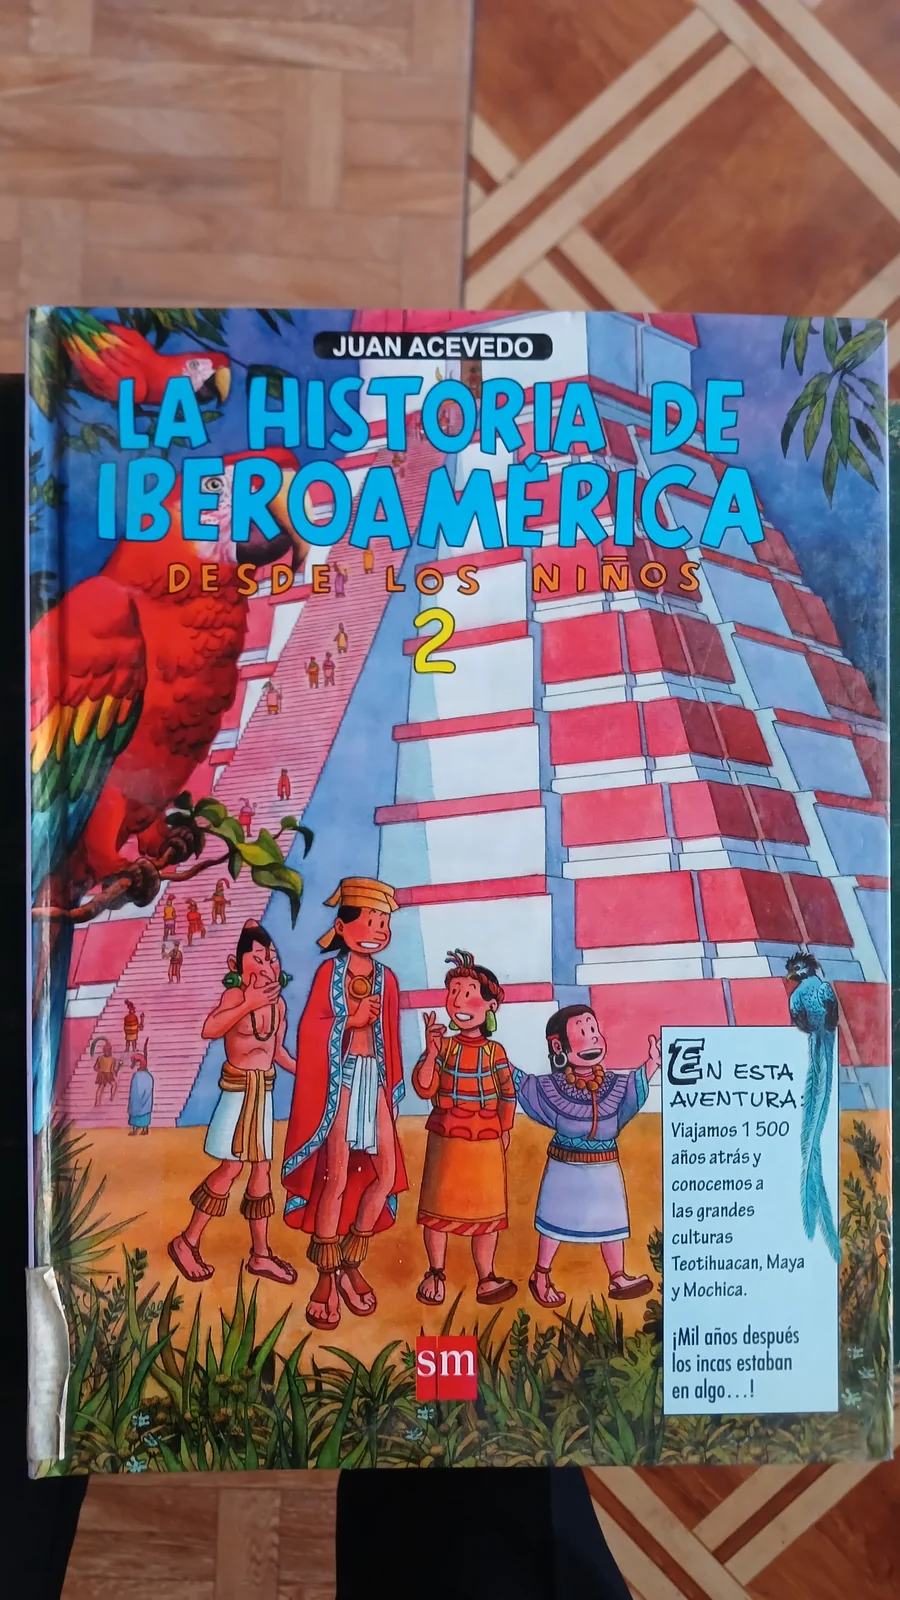 JUAN ACEVEDO
LA HISTORIA DE
IBEROAMÉRICA
DESDE LOS NIÑOS
2
EN ESTA
AVENTURA:
Viajamos 1 500
años atrás y
conocemos a
las grandes
culturas
Teotihuacan, Maya
y Mochica.
¡Mil años después
los incas estaban
en algo...!
sm